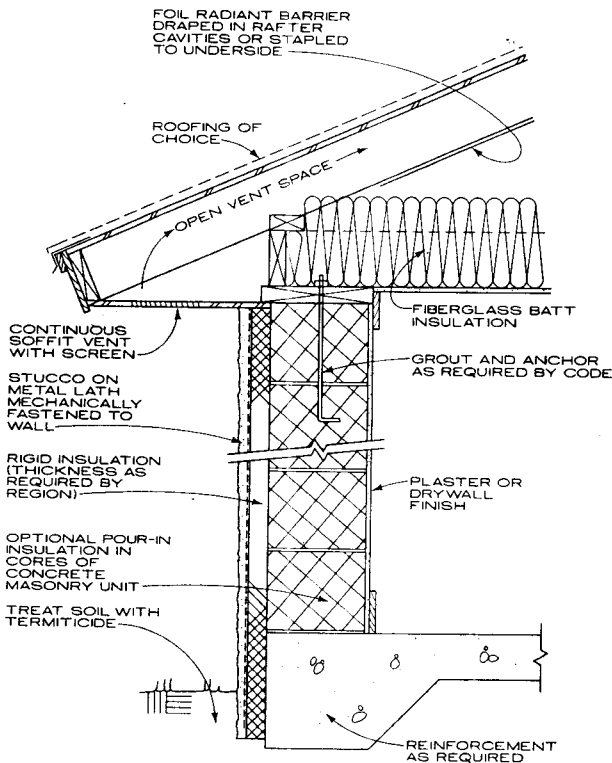 FOIL RADIANT BARRIER
DRAPED IN RAFTER
CAVITIES OR STAPLED
TO UNDERSIDE
ROOFING OF
CHOICE
OPEN VENT SPACE
CONTINUOUS
SOFFIT VENT
WITH SCREEN
FIBERGLASS BATT
INSULATION
STUCCO ON
METAL LATH
MECHANICALLY
FASTENED TO
WALL
GROUT AND ANCHOR
AS REQUIRED BY CODE
RIGID INSULATION
(THICKNESS AS
REQUIRED BY
REGION)
PLASTER OR
DRYWALL
FINISH
OPTIONAL POUR-IN
INSULATION IN
CORES OF
CONCRETE
MASONRY UNIT
TREAT SOIL WITH
TERMITICIDE
REINFORCEMENT
AS REQUIRED